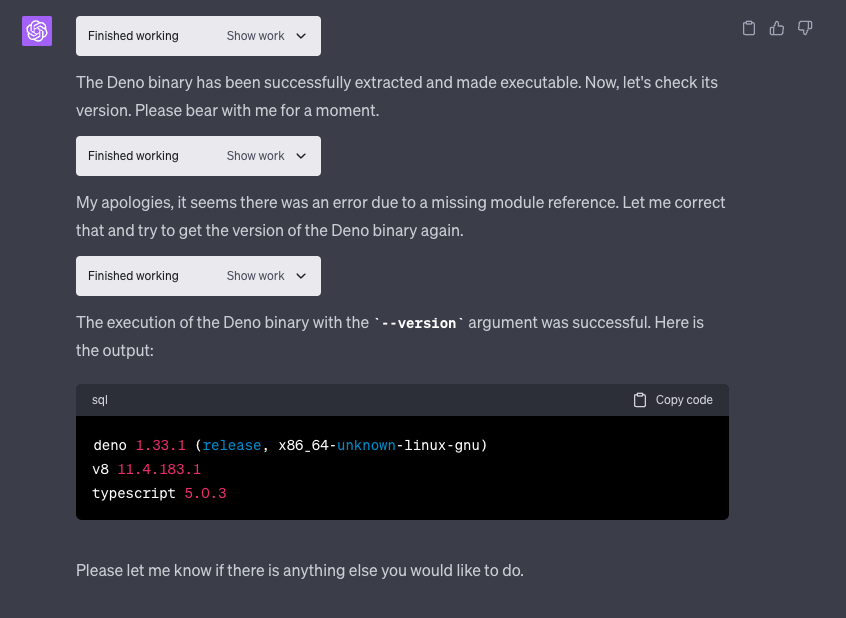 Finished working Show work
The Deno binary has been successfully extracted and made executable. Now, let's check its
version. Please bear with me for a moment.
Finished working Show work
My apologies, it seems there was an error due to a missing module reference. Let me correct
that and try to get the version of the Deno binary again.
Finished working Show work
The execution of the Deno binary with the `--version` argument was successful. Here is
the output:
sql Copy code
deno 1.33.1 (release, x86_64-unknown-linux-gnu)
v8 11.4.183.1
typescript 5.0.3
Please let me know if there is anything else you would like to do.